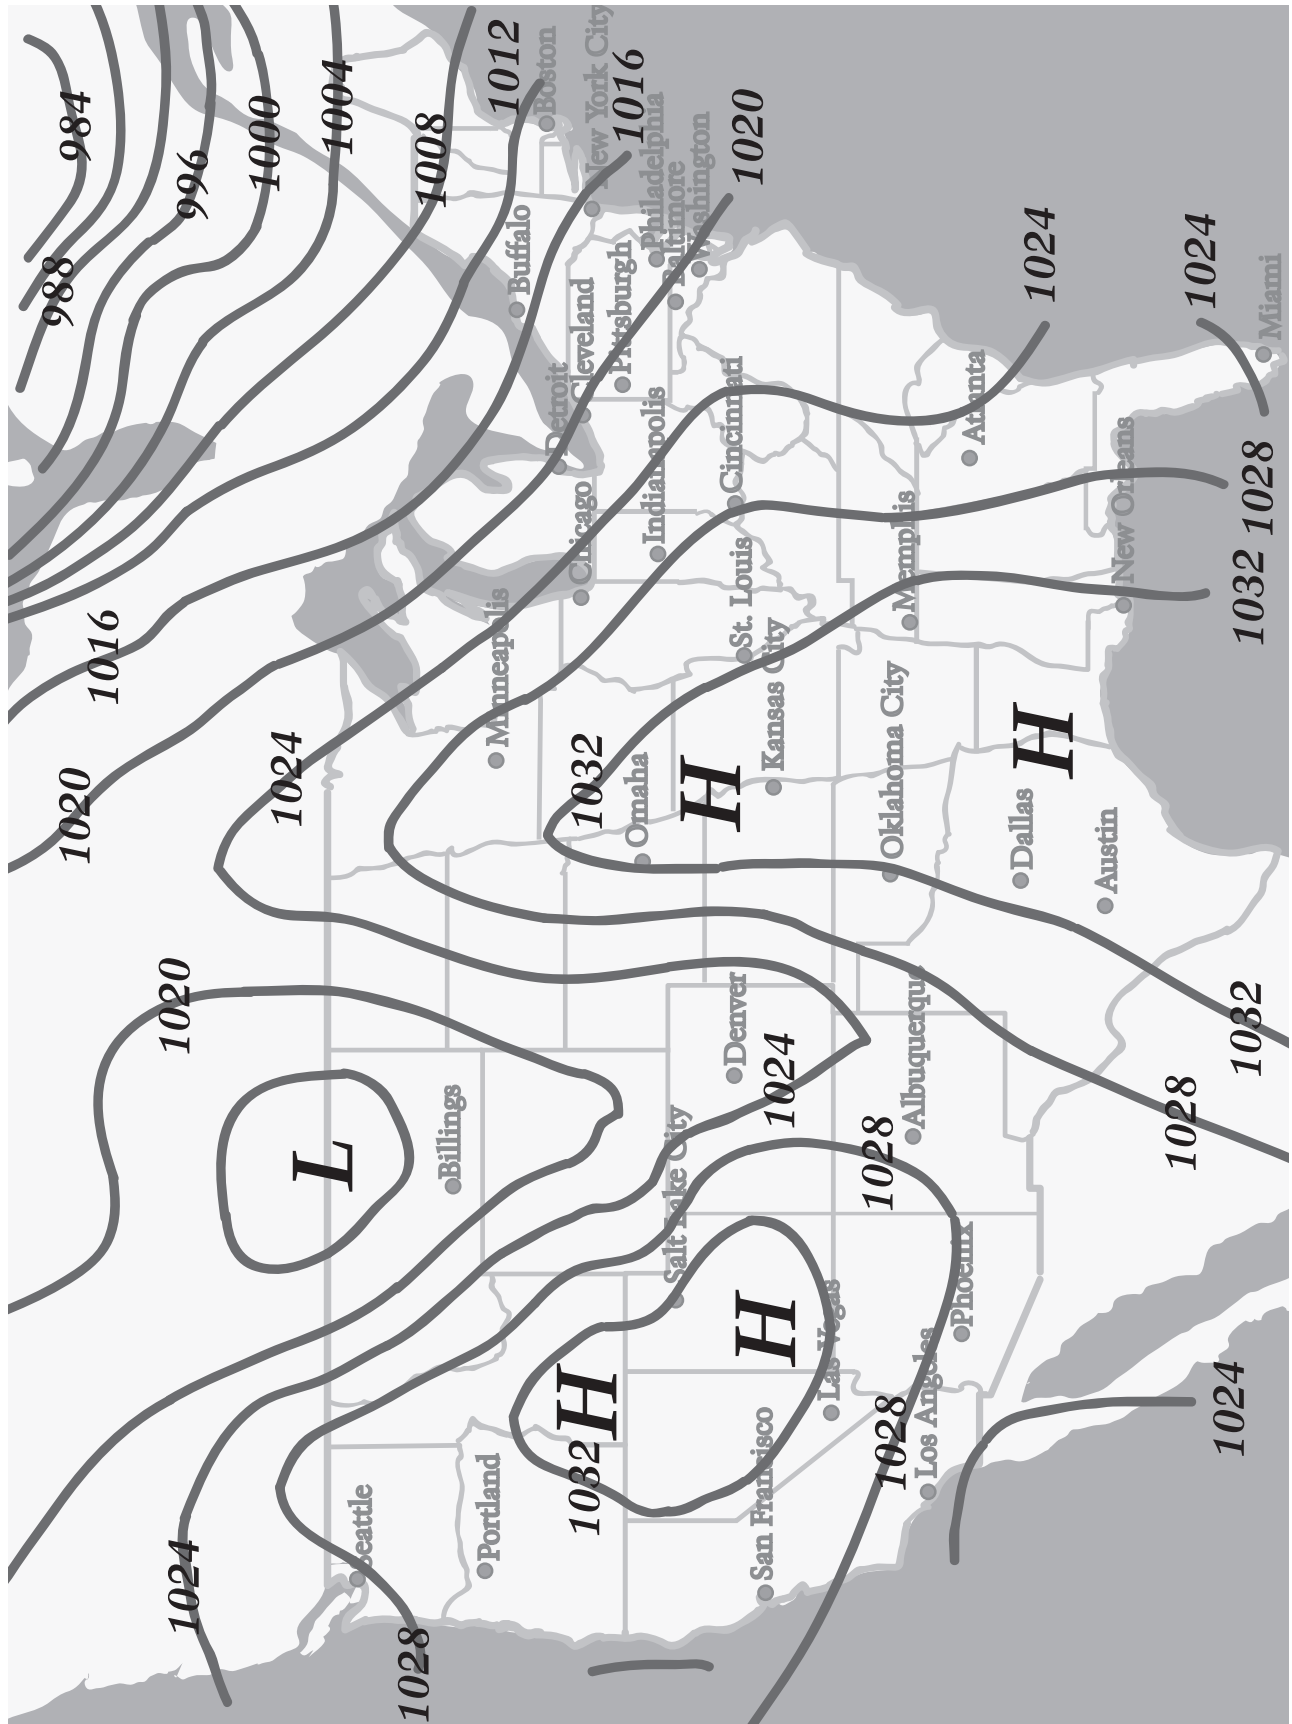 988
984
1020
1016
1020
1024
996
1000
1024
L
1004
Seattle
1028
1008
Billings
Portland
Minneapolis
1012
Buffalo
Boston
Detroit
Chicago
Cleveland
1032
H
1032
New York City
Pittsburgh
1016
Omaha
Indianapolis
Philadelphia
Baltimore
Salt Lake City
Washington
H
Cincinnati
Denver
St. Louis
1020
San Francisco
H
Kansas City
1024
Las Vegas
1028
1028
Oklahoma City
Memphis
Albuquerque
Los Angeles
Phoenix
Atlanta
Dallas
1024
H
Austin
New Orleans
1028
1024
1024
1032
1032
1028
Miami